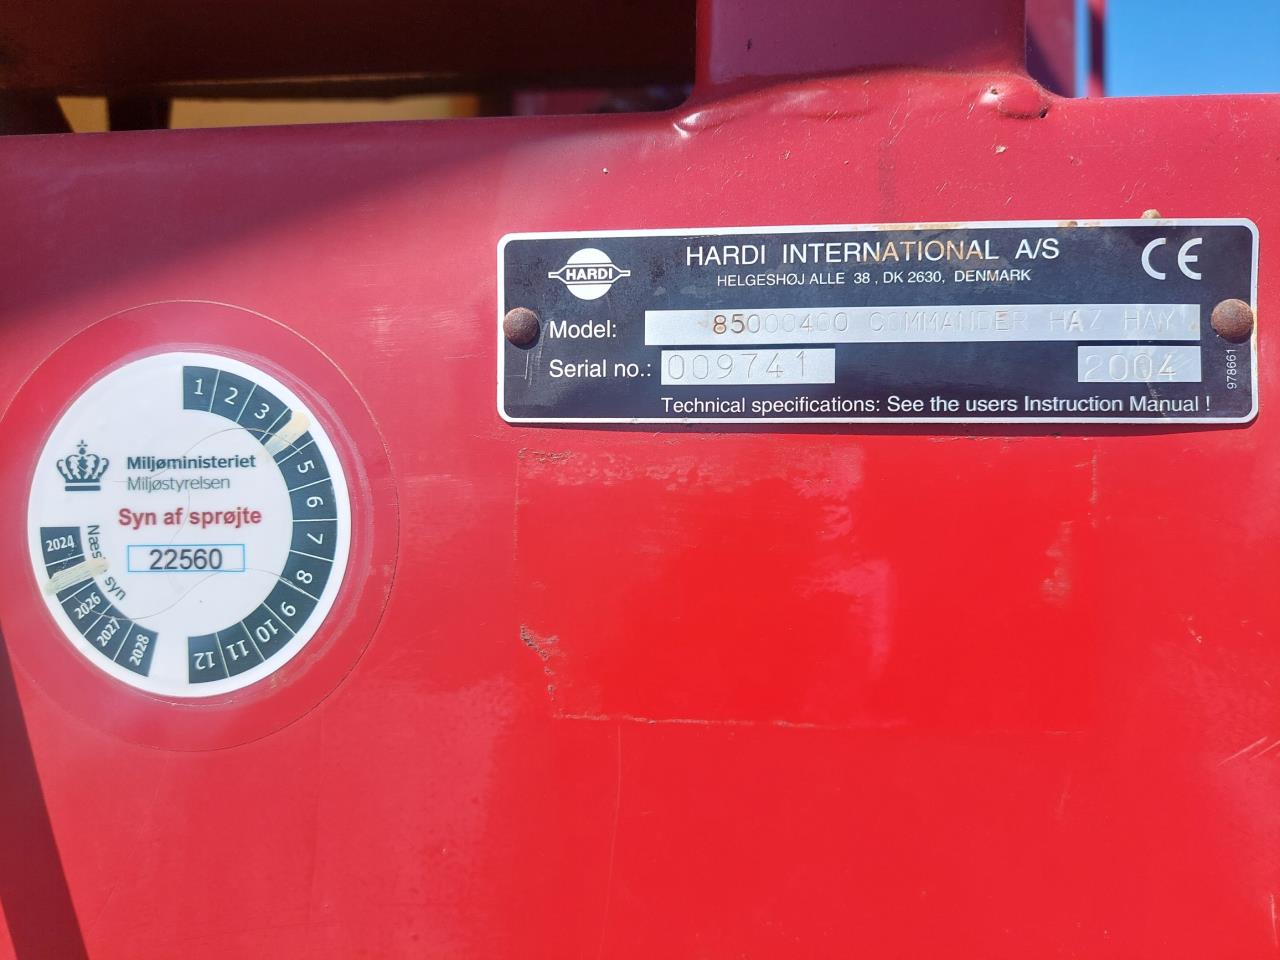 HARDI
HARDI INTERNATIONAL A/S
HELGESHØJ ALLE 38, DK 2630, DENMARK
CE
Model: 85000400 COMMANDER HAZ HAY
Serial no.: 009741 2004
Technical specifications: See the users Instruction Manual !
978661
1
2
3
5
6
7
8
9
10
11
12
Miljøministeriet
Miljøstyrelsen
Syn af sprøjte
22560
syn
2024
2026
2027
2028